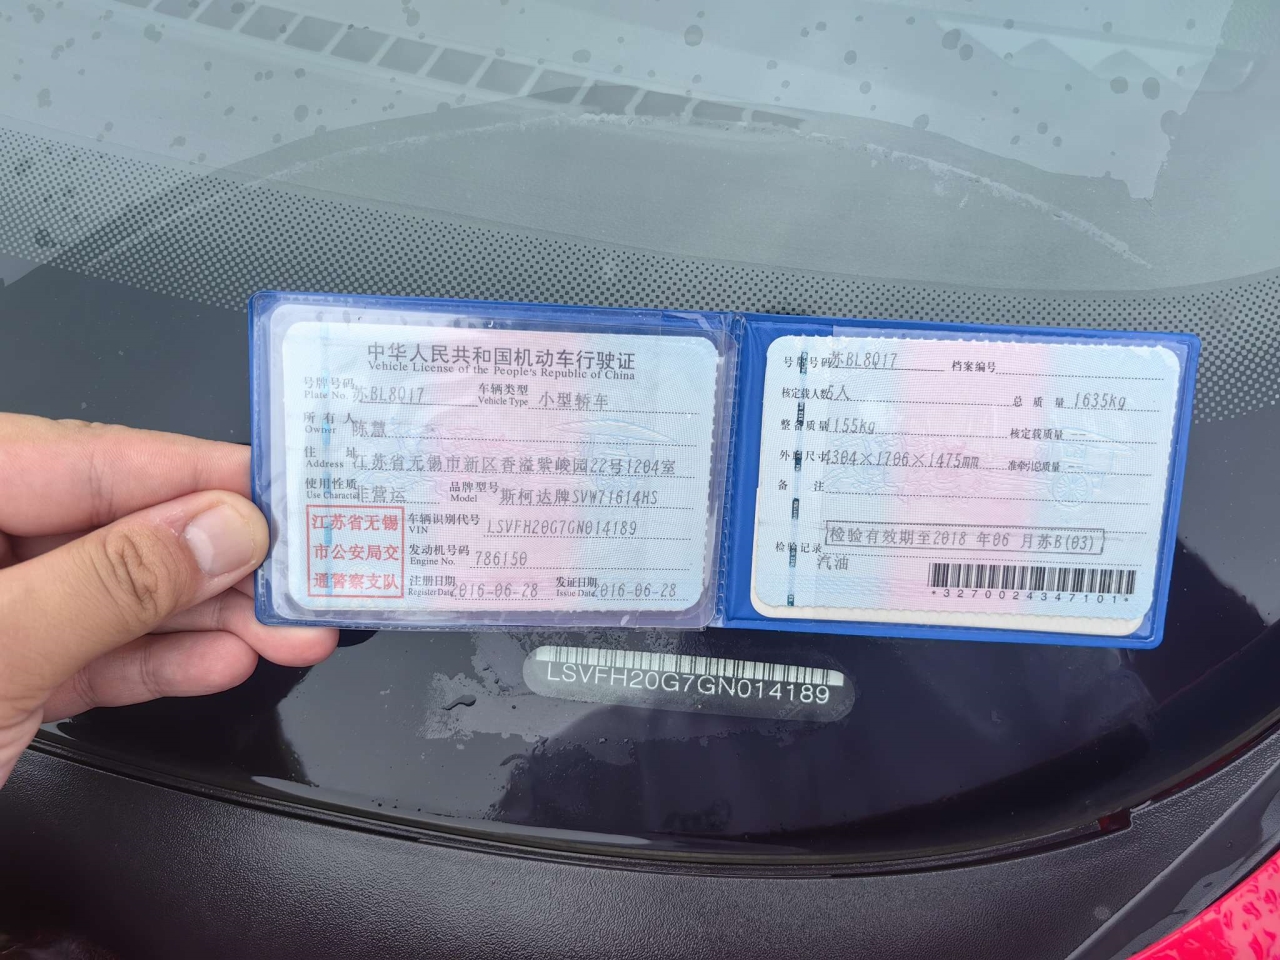 中华人民共和国机动车行驶证
Vehicle License of the People's Republic of China
号牌号码 Plate No. 苏BL8Q17 车辆类型 Vehicle Type 小型轿车
所有人 Owner 陈慧
住址 Address 江苏省无锡市新区香溢紫峻园22号1204室
使用性质 Use Character 非营运 品牌型号 Model 斯柯达牌SVW71614HS
江苏省无锡
市公安局交
通警察支队
车辆识别代号 VIN LSVFH20G7GN014189
发动机号码 Engine No. 786150
注册日期 Register Date 2016-06-28 发证日期 Issue Date 2016-06-28
号牌号码 苏BL8Q17 档案编号
核定载人数 5人 总质量 1635kg
整备质量 1155kg 核定载质量
外廓尺寸 4304×1706×1475mm 准牵引总质量
备注
检验记录 检验有效期至2018 年06 月苏B(03)
汽油
*3270024347101*
LSVFH20G7GN014189